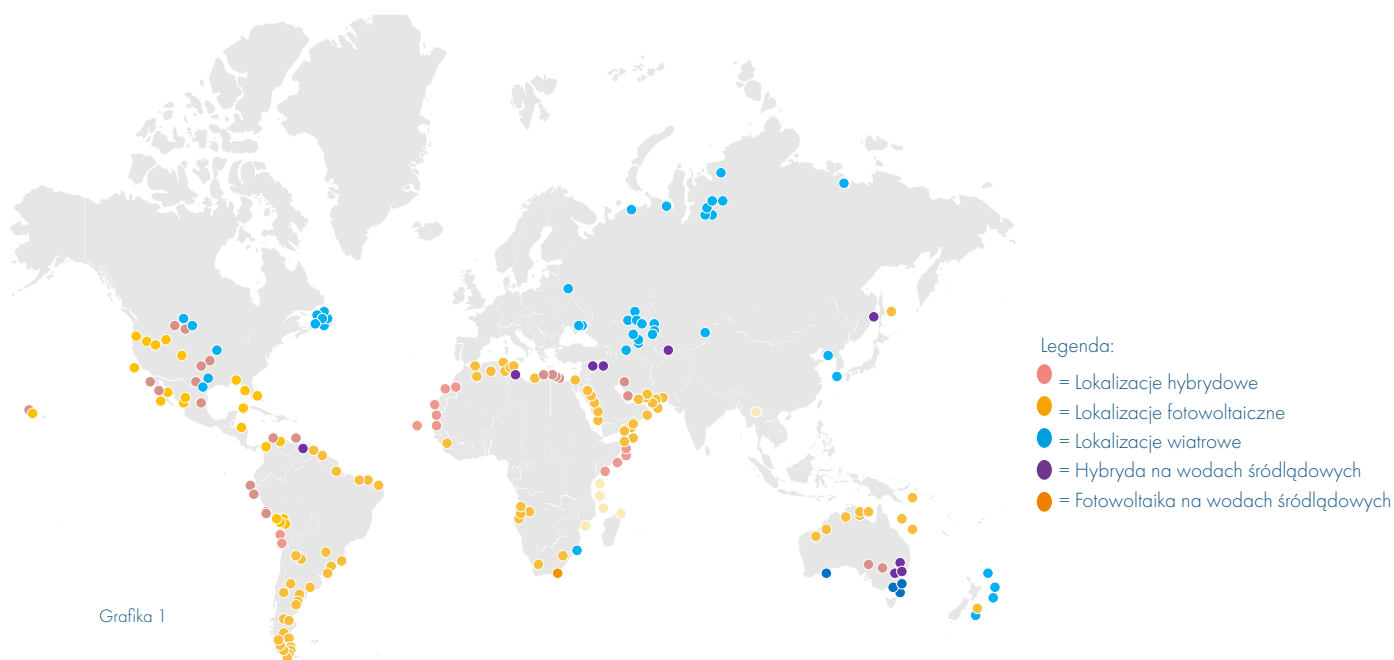 Legenda:
= Lokalizacje hybrydowe
= Lokalizacje fotowoltaiczne
= Lokalizacje wiatrowe
= Hybryda na wodach śródlądowych
= Fotowoltaika na wodach śródlądowych
Grafika 1